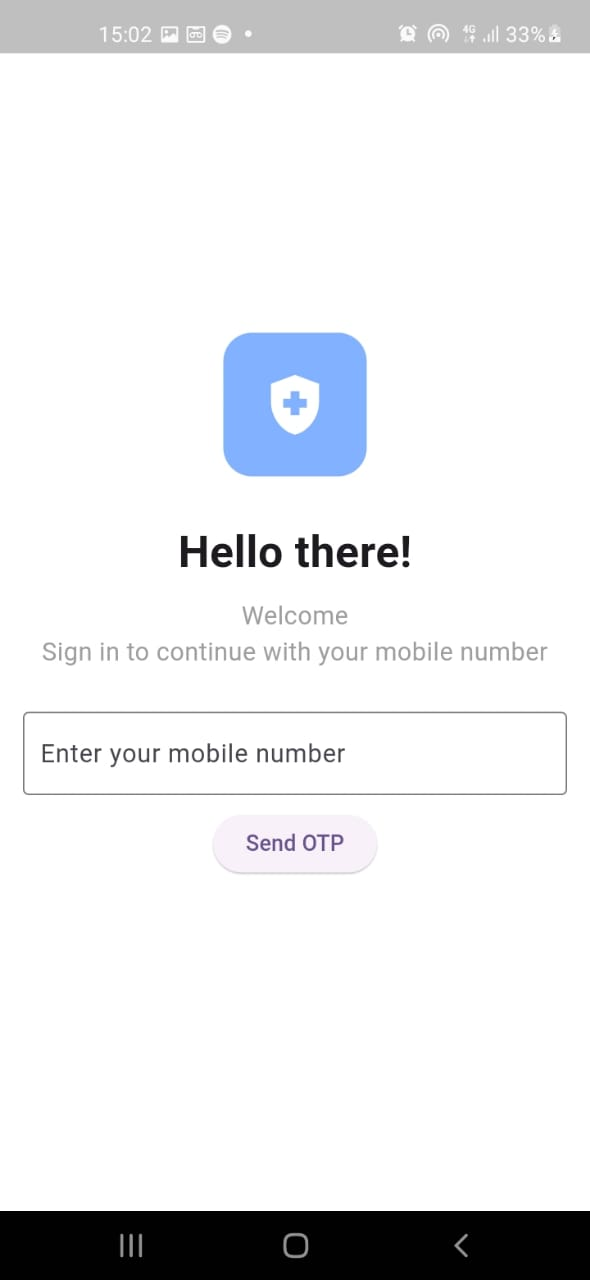 15:02
4G
33%
Hello there!
Welcome
Sign in to continue with your mobile number
Enter your mobile number
Send OTP